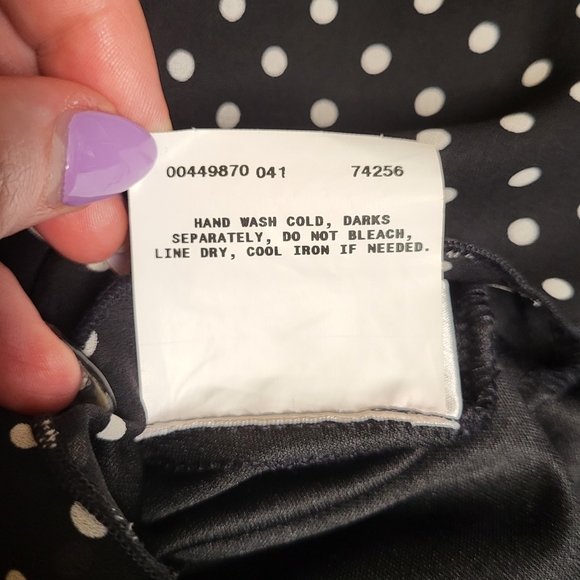 00449870 041 74256
HAND WASH COLD, DARKS
SEPARATELY, DO NOT BLEACH,
LINE DRY, COOL IRON IF NEEDED.